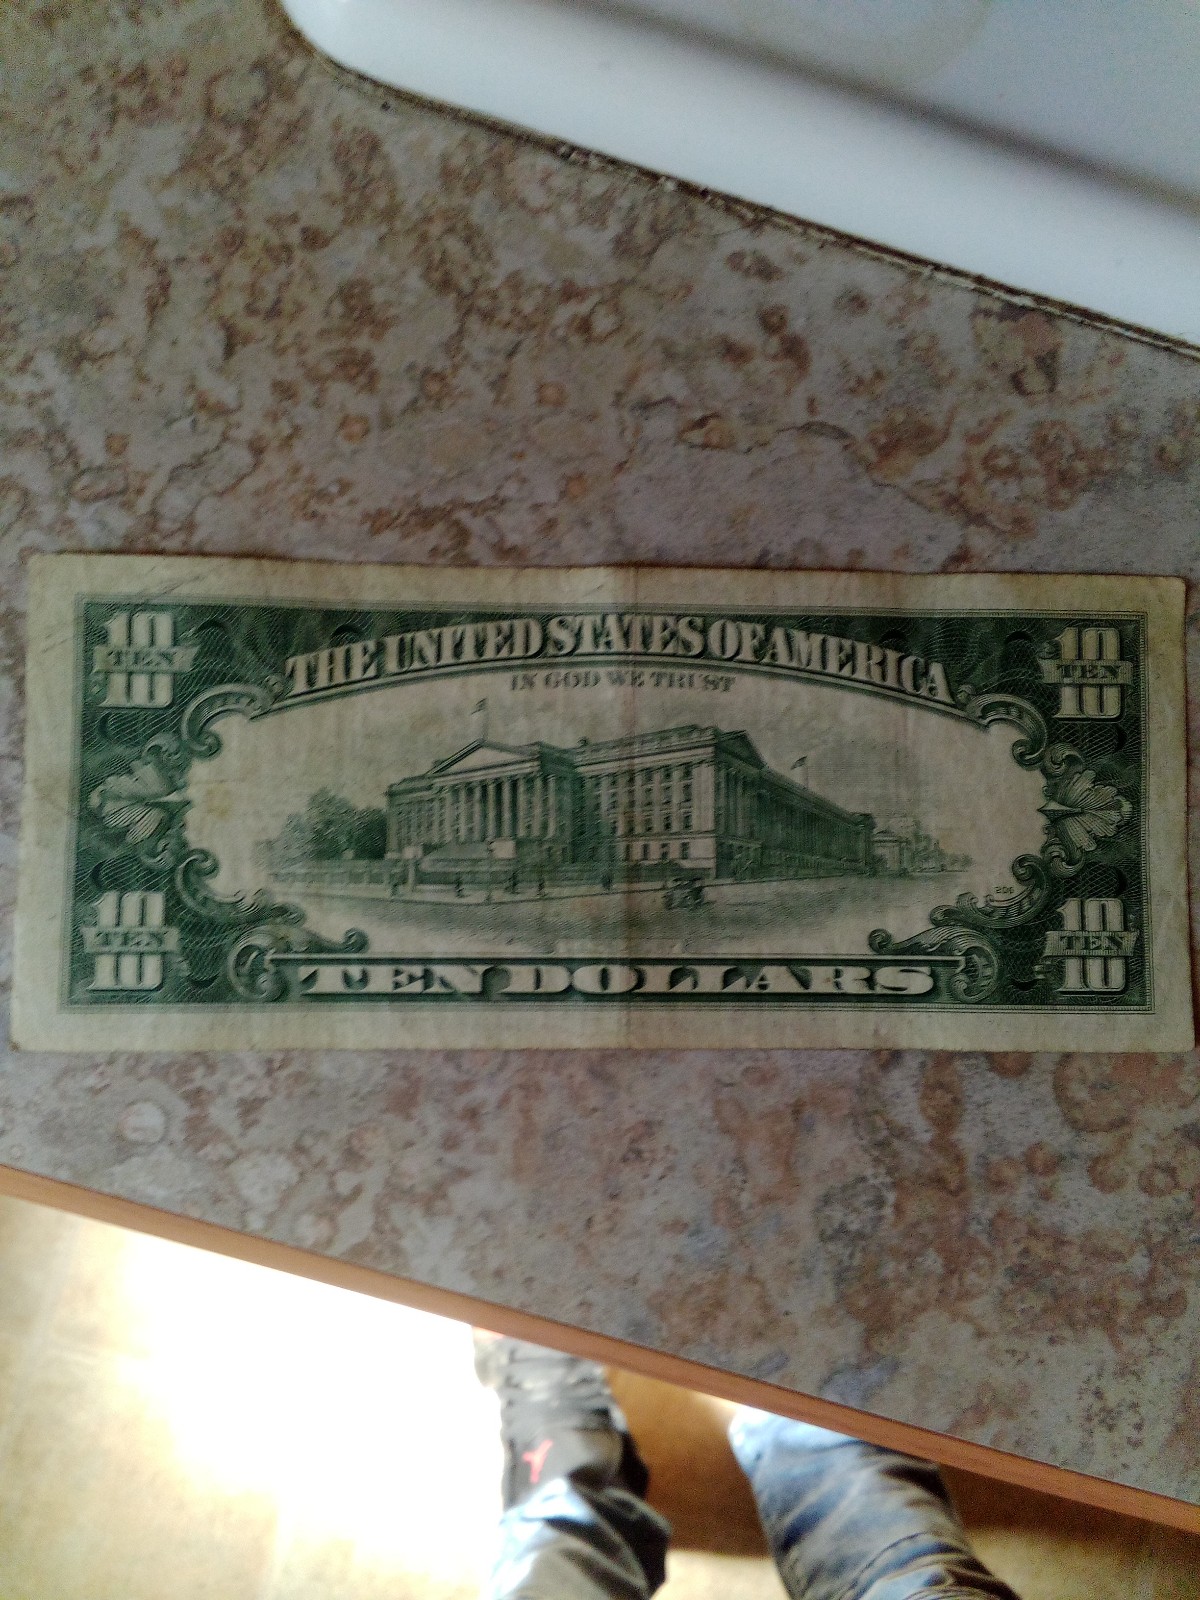 10 TEN 10
THE UNITED STATES OF AMERICA
10 TEN 10
IN GOD WE TRUST
10 TEN 10
TEN DOLLARS
10 TEN 10